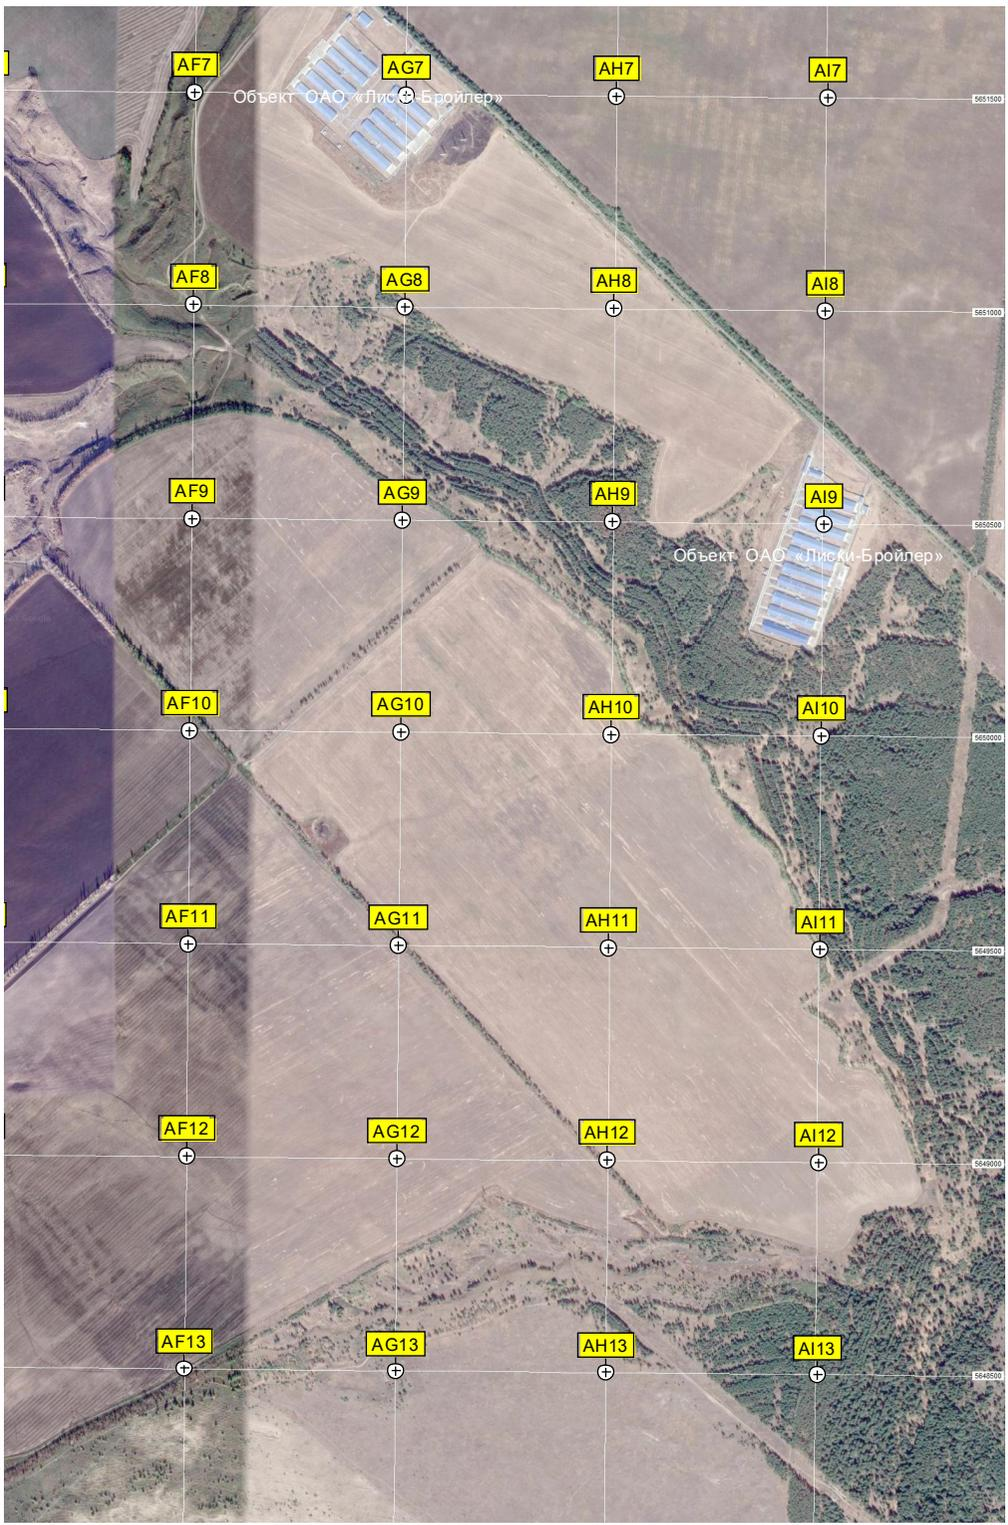 AF7
AG7
AH7
AI7
Объект ОАО «Лиски-Бройлер»
5651500
AF8
AG8
AH8
AI8
5651000
AF9
AG9
AH9
AI9
5650500
Объект ОАО «Лиски-Бройлер»
AF10
AG10
AH10
AI10
5650000
AF11
AG11
AH11
AI11
5649500
AF12
AG12
AH12
AI12
5649000
AF13
AG13
AH13
AI13
5648500